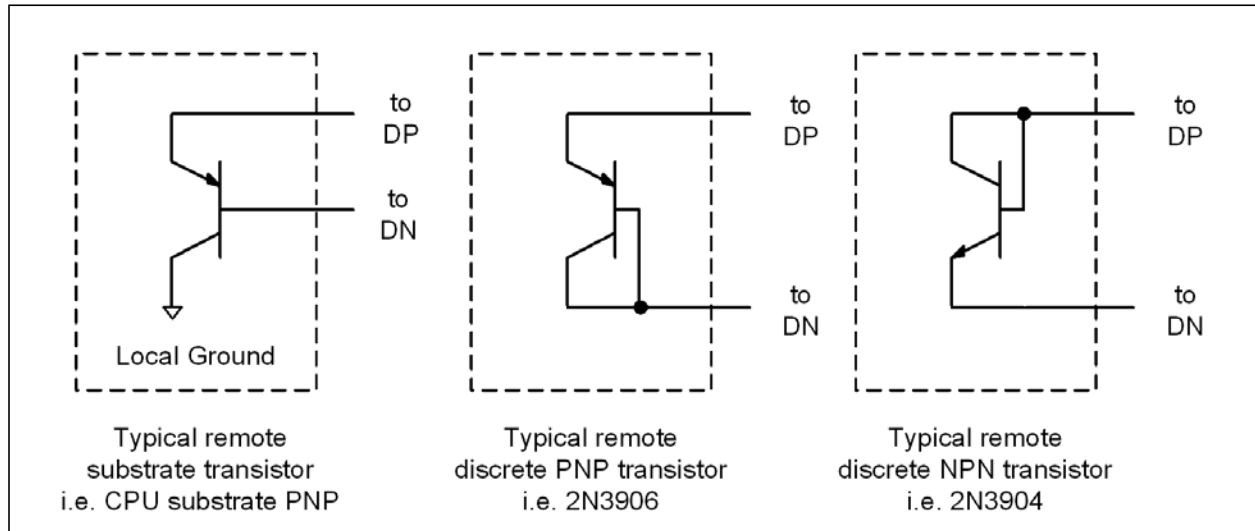 to
DP
to
DN
Local Ground
Typical remote
substrate transistor
i.e. CPU substrate PNP
to
DP
to
DN
Typical remote
discrete PNP transistor
i.e. 2N3906
to
DP
to
DN
Typical remote
discrete NPN transistor
i.e. 2N3904